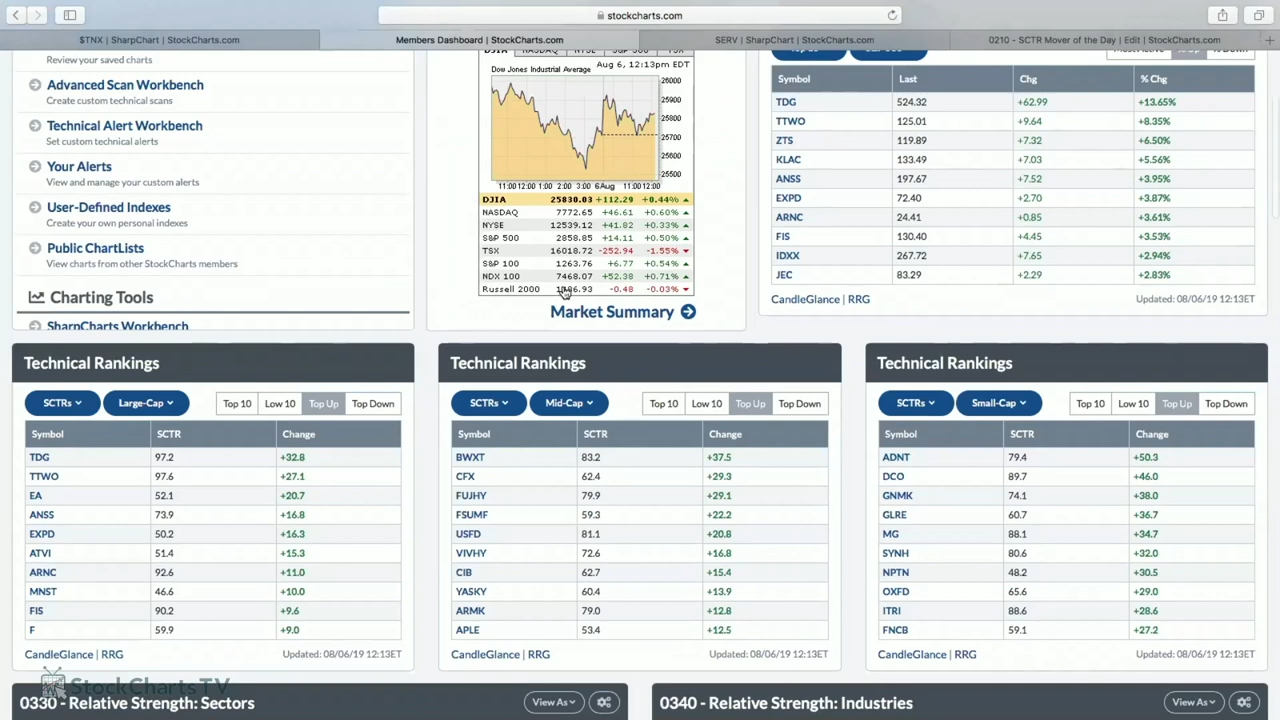 stockcharts.com
$TNX | SharpChart | StockCharts.com
Members Dashboard | StockCharts.com
SERV | SharpChart | StockCharts.com
0210 - SCTR Mover of the Day | Edit | StockCharts.com
Review your saved charts
Advanced Scan Workbench
Create custom technical scans
Technical Alert Workbench
Set custom technical alerts
Your Alerts
View and manage your custom alerts
User-Defined Indexes
Create your own personal indexes
Public ChartLists
View charts from other StockCharts members
Charting Tools
SharpCharts Workbench
Dow Jones Industrial Average Aug 6, 12:13pm EDT
26000
25900
25800
25700
25600
25500
11:00 12:00 1:00 2:00 3:00 6Aug 11:00 12:00
DJIA 25830.03 +112.29 +0.44%
NASDAQ 7772.65 +46.61 +0.60%
NYSE 12539.12 +41.82 +0.33%
S&P 500 2858.85 +14.11 +0.50%
TSX 16018.72 -252.94 -1.55%
S&P 100 1263.76 +6.77 +0.54%
NDX 100 7468.07 +52.38 +0.71%
Russell 2000 -0.48 -0.03%
Market Summary
Symbol Last Chg % Chg
TDG 524.32 +62.99 +13.65%
TTWO 125.01 +9.64 +8.35%
ZTS 119.89 +7.32 +6.50%
KLAC 133.49 +7.03 +5.56%
ANSS 197.67 +7.52 +3.95%
EXPD 72.40 +2.70 +3.87%
ARNC 24.41 +0.85 +3.61%
FIS 130.40 +4.45 +3.53%
IDXX 267.72 +7.65 +2.94%
JEC 83.29 +2.29 +2.83%
CandleGlance | RRG Updated: 08/06/19 12:13ET
Technical Rankings
SCTRs Large-Cap Top 10 Low 10 Top Up Top Down
Symbol SCTR Change
TDG 97.2 +32.8
TTWO 97.6 +27.1
EA 52.1 +20.7
ANSS 73.9 +16.8
EXPD 50.2 +16.3
ATVI 51.4 +15.3
ARNC 92.6 +11.0
MNST 46.6 +10.0
FIS 90.2 +9.6
F 59.9 +9.0
CandleGlance | RRG Updated: 08/06/19 12:13ET
Technical Rankings
SCTRs Mid-Cap Top 10 Low 10 Top Up Top Down
Symbol SCTR Change
BWXT 83.2 +37.5
CFX 62.4 +29.3
FUJHY 79.9 +29.1
FSUMF 59.3 +22.2
USFD 81.1 +20.8
VIVHY 72.6 +16.8
CIB 62.7 +15.4
YASKY 60.4 +13.9
ARMK 79.0 +12.8
APLE 53.4 +12.5
CandleGlance | RRG Updated: 08/06/19 12:13ET
Technical Rankings
SCTRs Small-Cap Top 10 Low 10 Top Up Top Down
Symbol SCTR Change
ADNT 79.4 +50.3
DCO 89.7 +46.0
GNMK 74.1 +38.0
GLRE 60.7 +36.7
MG 88.1 +34.7
SYNH 80.6 +32.0
NPTN 48.2 +30.5
OXFD 65.6 +29.0
ITRI 88.6 +28.6
FNCB 59.1 +27.2
CandleGlance | RRG Updated: 08/06/19 12:13ET
StockChartsTV
0330 - Relative Strength: Sectors View As
0340 - Relative Strength: Industries View As